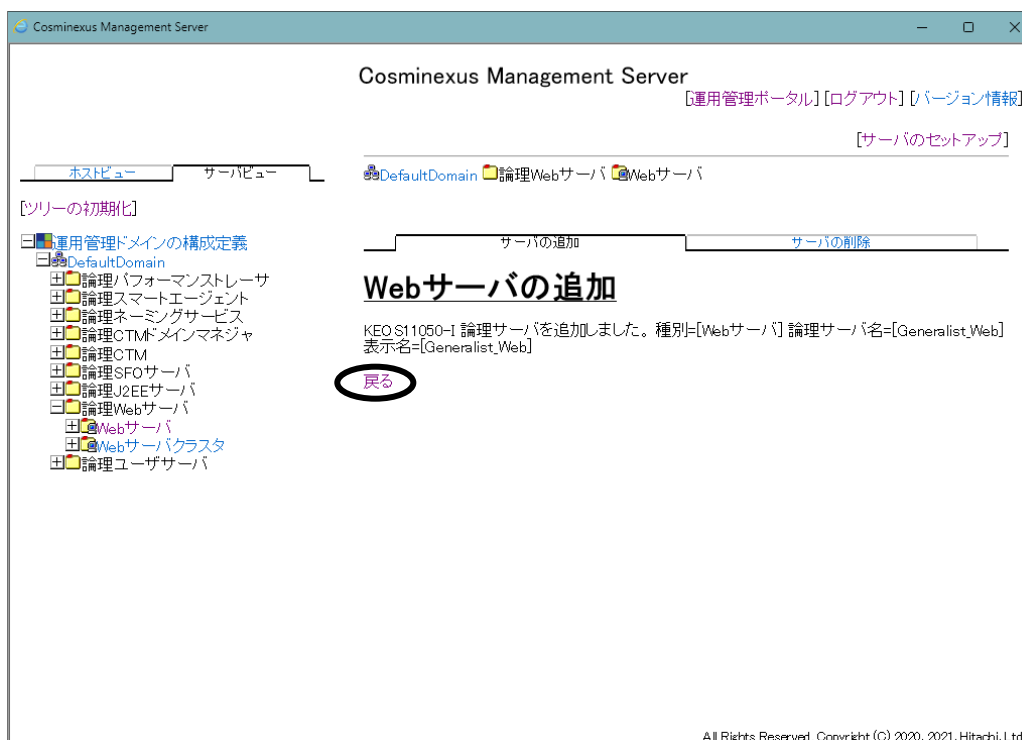 Cosminexus Management Server
Cosminexus Management Server
[運用管理ポータル] [ログアウト] [バージョン情報]
[サーバのセットアップ]
ホストビュー サーバビュー
DefaultDomain 論理Webサーバ Webサーバ
[ツリーの初期化]
運用管理ドメインの構成定義
DefaultDomain
論理パフォーマンストレーサ
論理スマートエージェント
論理ネーミングサービス
論理CTMドメインマネジャ
論理CTM
論理SFOサーバ
論理J2EEサーバ
論理Webサーバ
Webサーバ
Webサーバクラスタ
論理ユーザサーバ
サーバの追加 サーバの削除
Webサーバの追加
KEOS11050-I 論理サーバを追加しました。種別=[Webサーバ] 論理サーバ名=[Generalist_Web]
表示名=[Generalist_Web]
戻る
All Rights Reserved. Copyright (C) 2020, 2021, Hitachi, Ltd